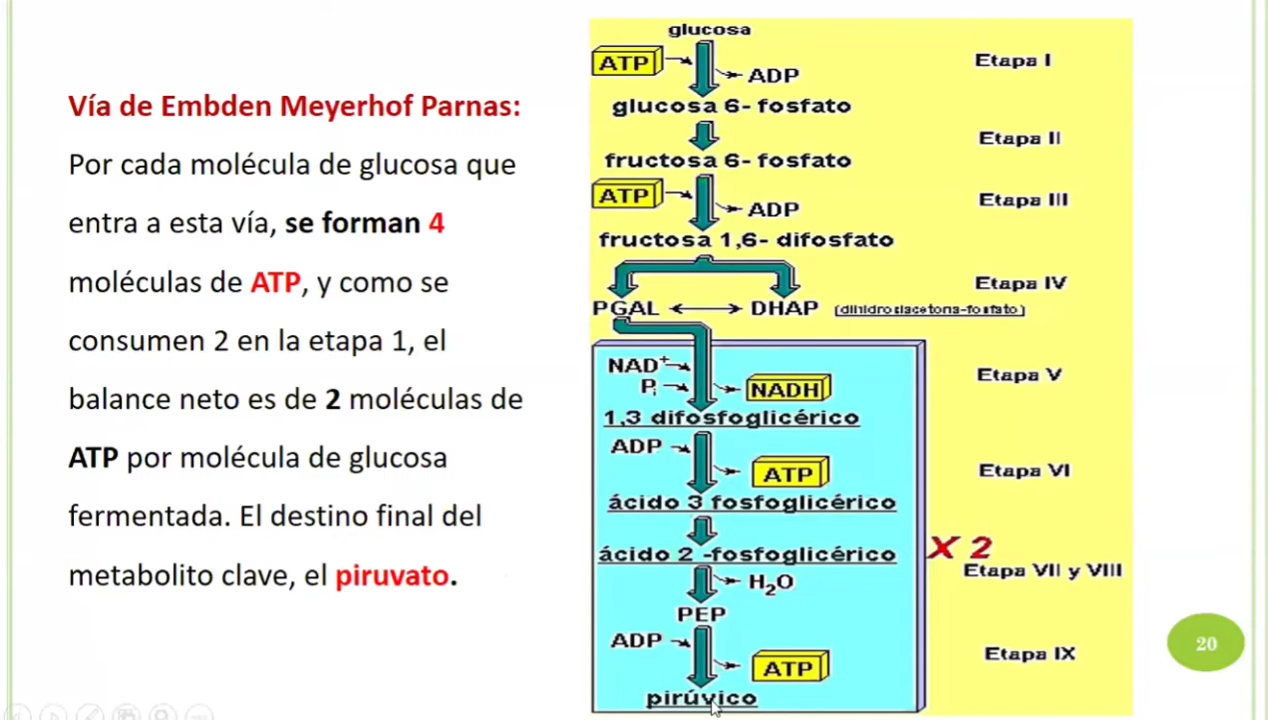 Vía de Embden Meyerhof Parnas:
Por cada molécula de glucosa que
entra a esta vía, se forman 4
moléculas de ATP, y como se
consumen 2 en la etapa 1, el
balance neto es de 2 moléculas de
ATP por molécula de glucosa
fermentada. El destino final del
metabolito clave, el piruvato.
glucosa
ATP
ADP
Etapa I
glucosa 6- fosfato
Etapa II
fructosa 6- fosfato
ATP
ADP
Etapa III
fructosa 1,6- difosfato
Etapa IV
PGAL
DHAP (dihidroxiacetona-fosfato)
NAD+
Pi
NADH
Etapa V
1,3 difosfoglicérico
ADP
ATP
Etapa VI
ácido 3 fosfoglicérico
ácido 2 -fosfoglicérico
X 2
Etapa VII y VIII
H2O
PEP
ADP
ATP
Etapa IX
pirúvico
20